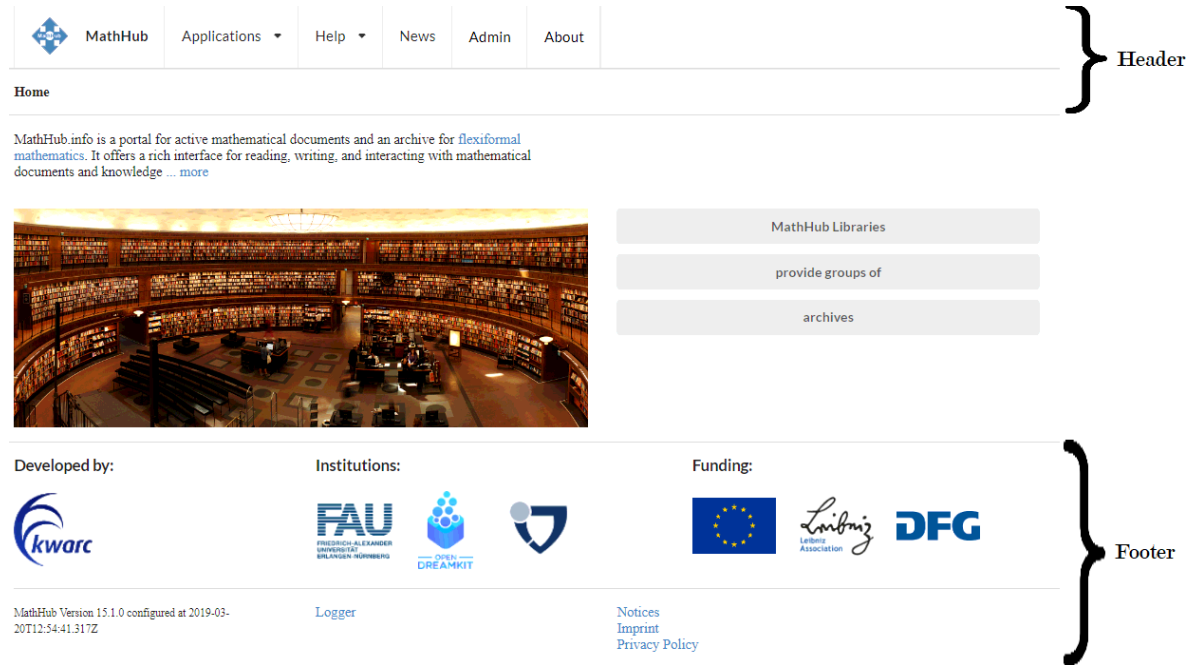 MathHub
MathHub Applications Help News Admin About
Header
Home
MathHub.info is a portal for active mathematical documents and an archive for flexiformal
mathematics. It offers a rich interface for reading, writing, and interacting with mathematical
documents and knowledge ... more
MathHub Libraries
provide groups of
archives
Developed by:
Institutions:
Funding:
kwarc
FAU
FRIEDRICH-ALEXANDER
UNIVERSITÄT
ERLANGEN-NÜRNBERG
OPEN
DREAMKIT
Leibniz
Leibniz
Association
DFG
Footer
MathHub Version 15.1.0 configured at 2019-03-
20T12:54:41.317Z
Logger
Notices
Imprint
Privacy Policy